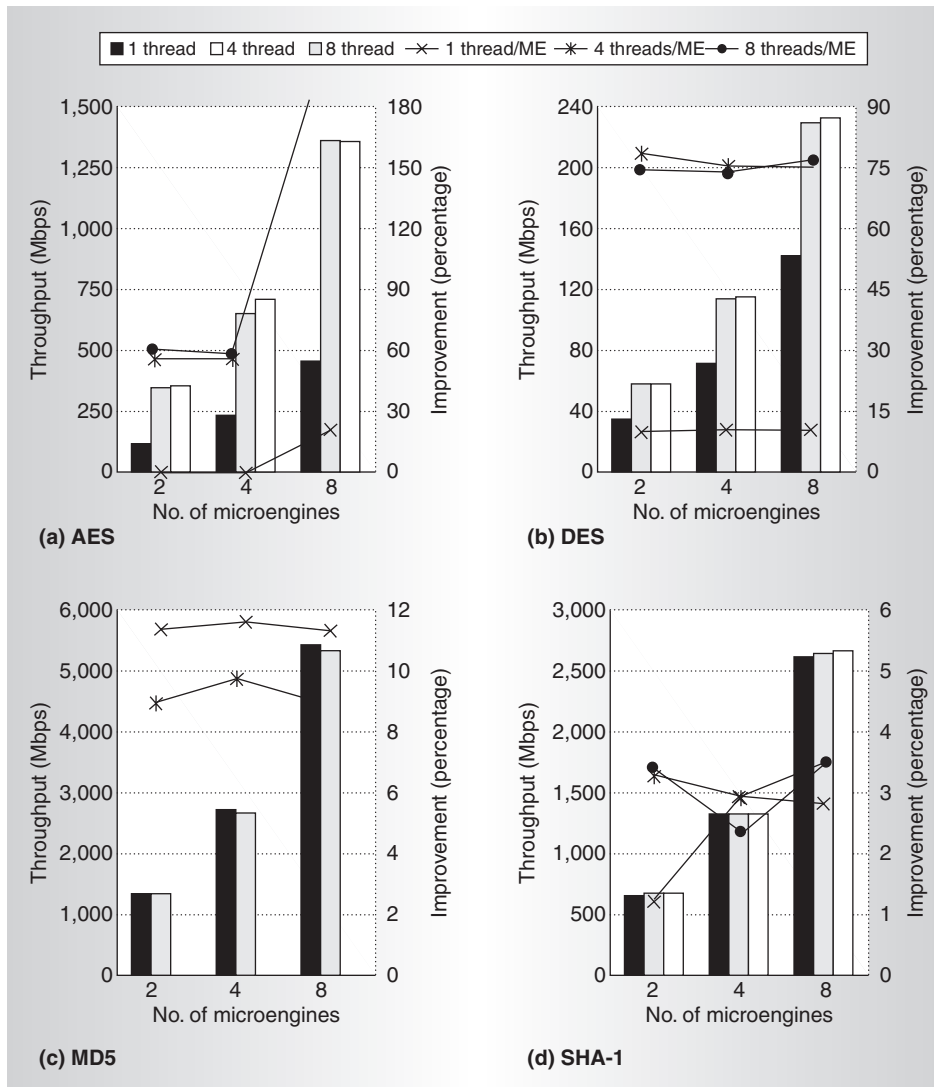 1 thread 4 thread 8 thread 1 thread/ME 4 threads/ME 8 threads/ME
1,500
1,250
1,000
750
500
250
0
Throughput (Mbps)
180
150
120
90
60
30
0
Improvement (percentage)
2 4 8
No. of microengines
(a) AES
240
200
160
120
80
40
0
Throughput (Mbps)
90
75
60
45
30
15
0
Improvement (percentage)
2 4 8
No. of microengines
(b) DES
6,000
5,000
4,000
3,000
2,000
1,000
0
Throughput (Mbps)
12
10
8
6
4
2
0
Improvement (percentage)
2 4 8
No. of microengines
(c) MD5
3,000
2,500
2,000
1,500
1,000
500
0
Throughput (Mbps)
6
5
4
3
2
1
0
Improvement (percentage)
2 4 8
No. of microengines
(d) SHA-1